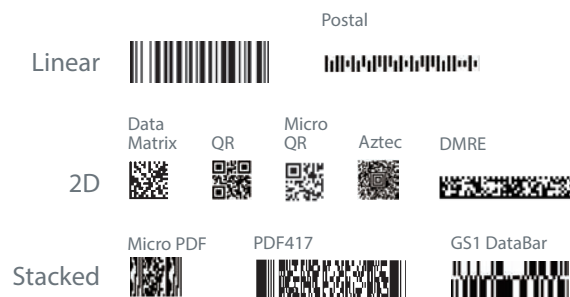 Postal
Linear
Data
Matrix
QR
Micro
QR
Aztec
DMRE
2D
Micro PDF
PDF417
GS1 DataBar
Stacked